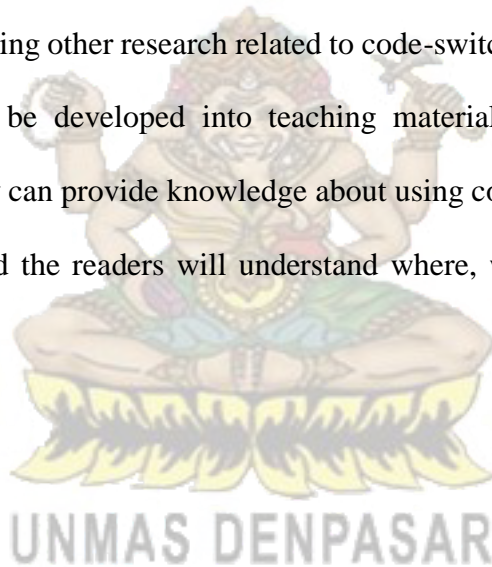 ing other research related to code-switc
be developed into teaching material
can provide knowledge about using co
d the readers will understand where,
UNMAS DENPASAR